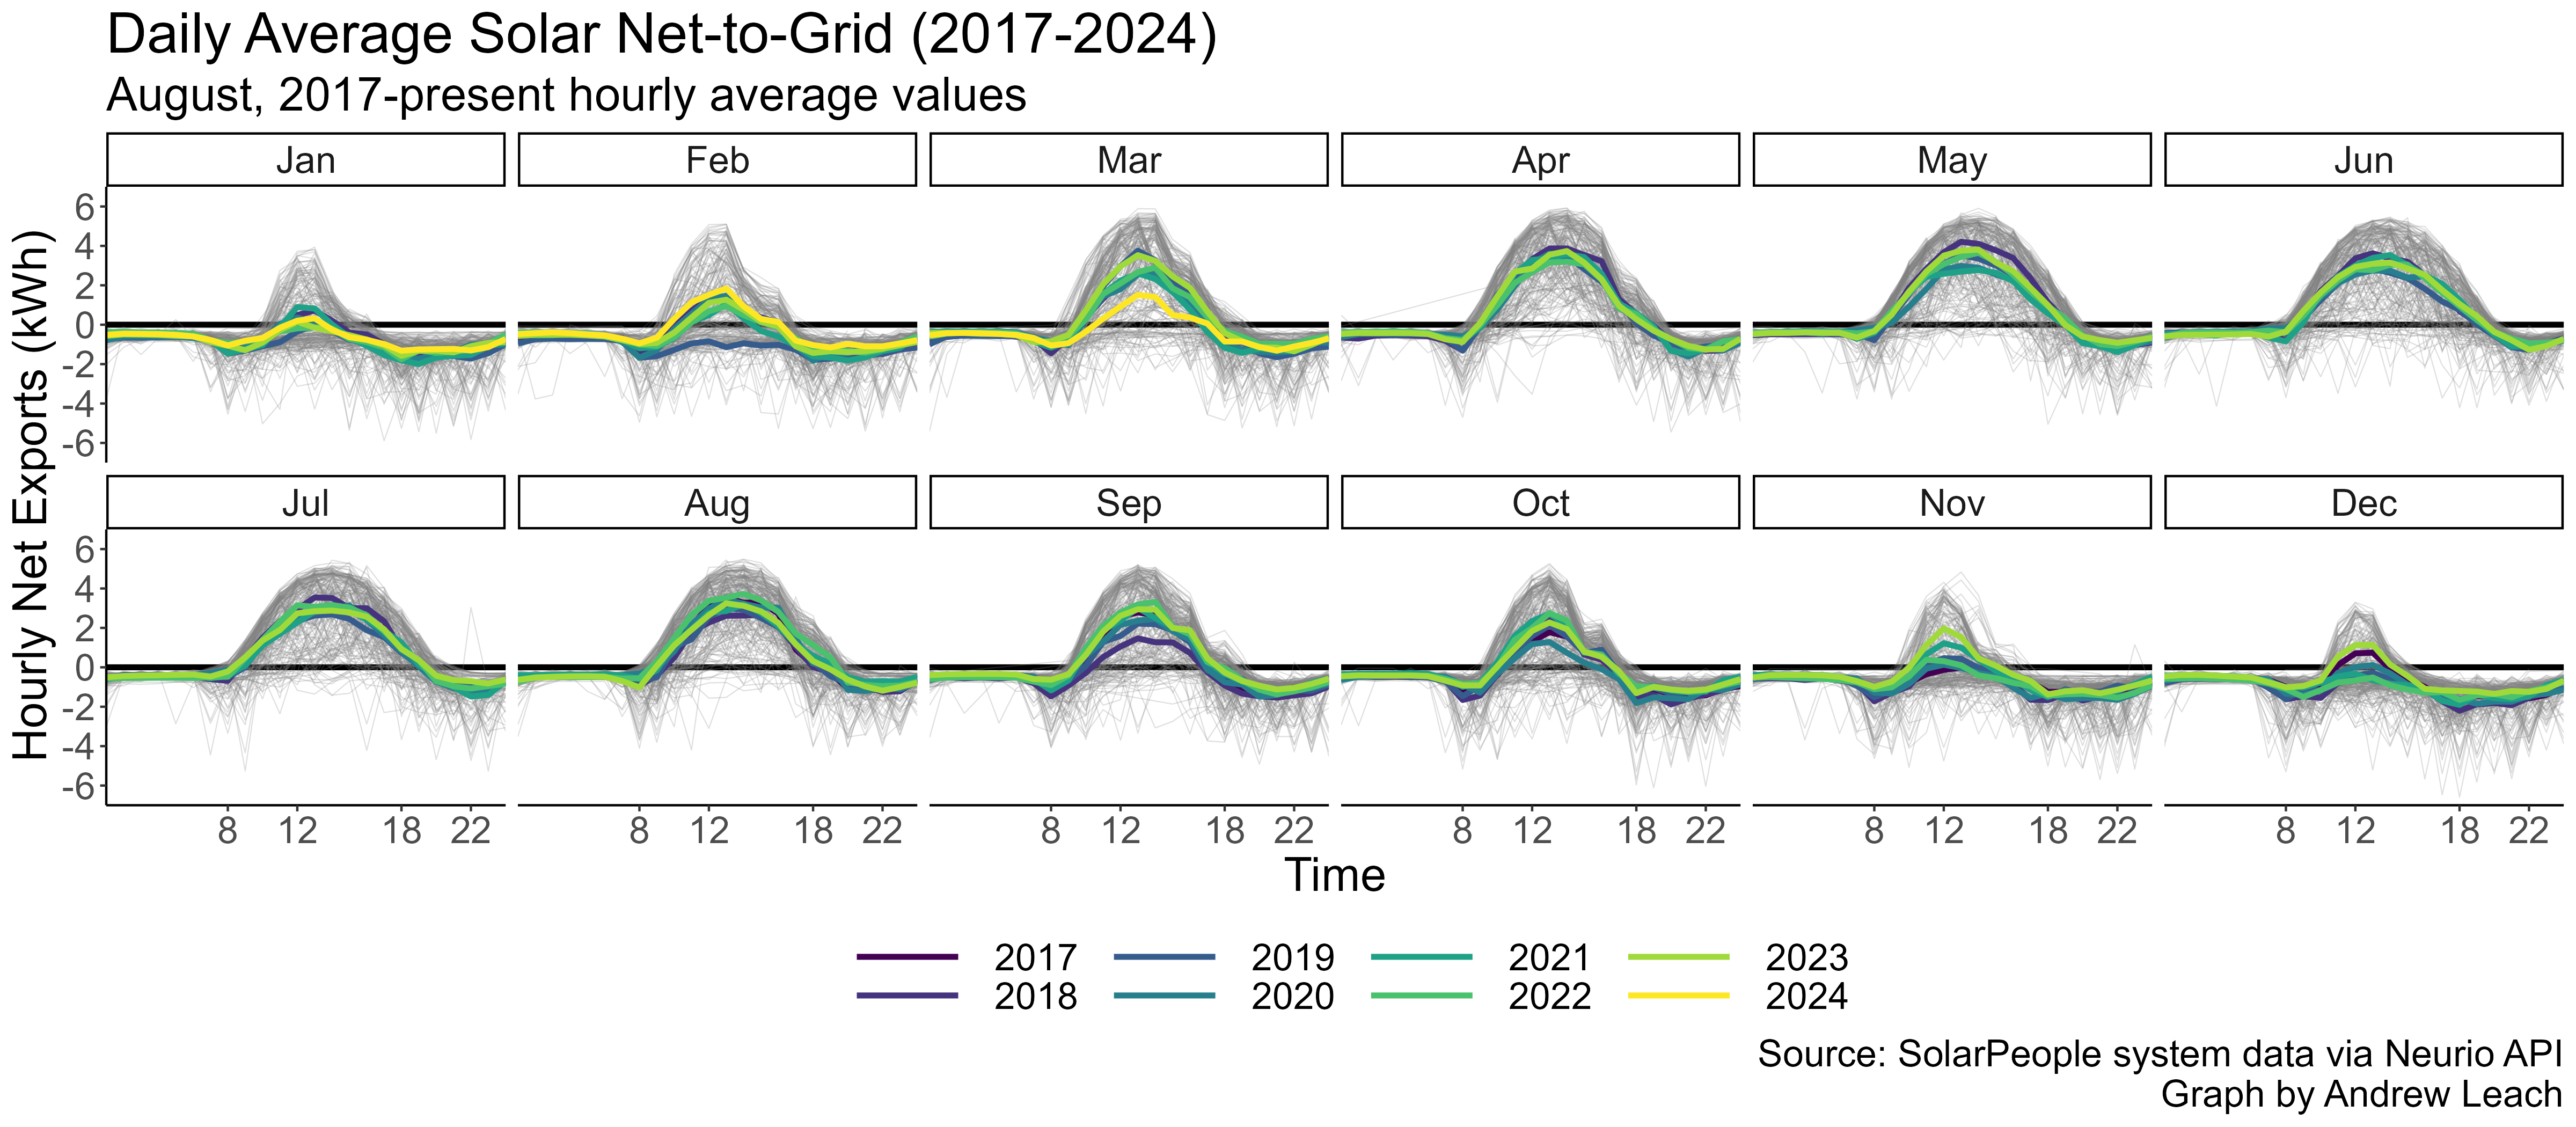 Daily Average Solar Net-to-Grid (2017-2024)
August, 2017-present hourly average values
Jan Feb Mar Apr May Jun
6
4
2
0
-2
-4
-6
Hourly Net Exports (kWh)
Jul Aug Sep Oct Nov Dec
6
4
2
0
-2
-4
-6
8 12 18 22 8 12 18 22 8 12 18 22 8 12 18 22 8 12 18 22 8 12 18 22
Time
2017 2019 2021 2023
2018 2020 2022 2024
Source: SolarPeople system data via Neurio API
Graph by Andrew Leach